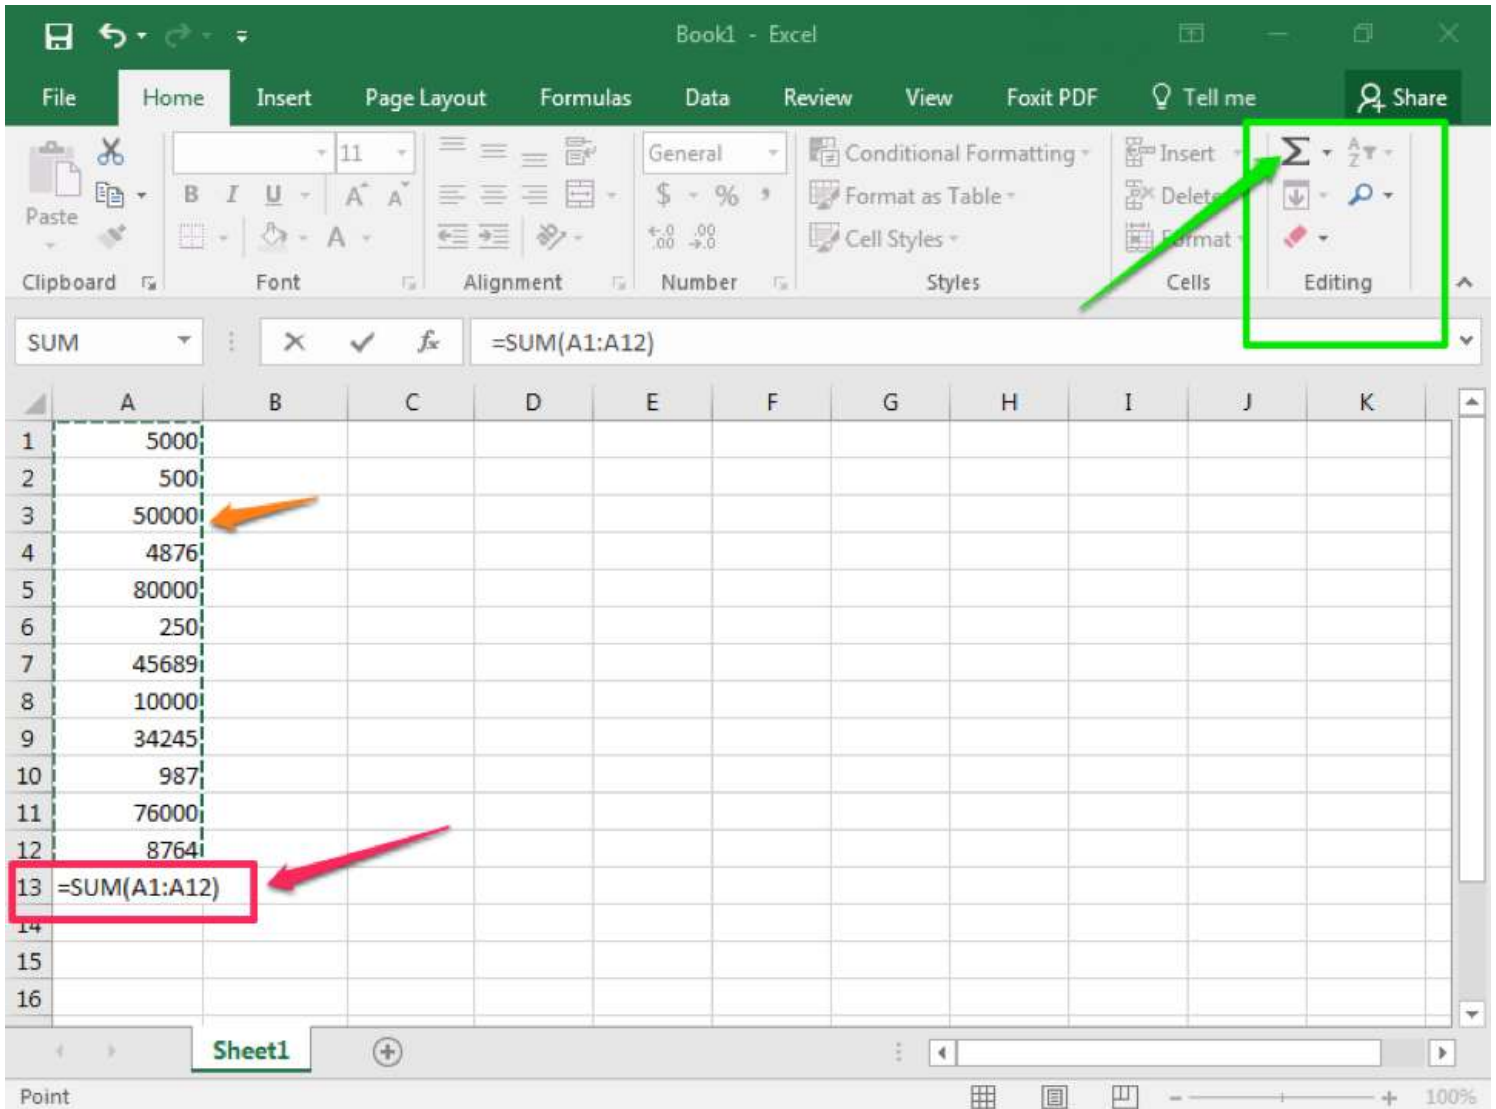 Book1 - Excel
File Home Insert Page Layout Formulas Data Review View Foxit PDF Tell me Share
11 General Conditional Formatting Insert Σ
Paste B I U A A $ % Format as Table Delete
A Cell Styles Format
Clipboard Font Alignment Number Styles Cells Editing
SUM fx =SUM(A1:A12)
A B C D E F G H I J K
1 5000
2 500
3 50000
4 4876
5 80000
6 250
7 45689
8 10000
9 34245
10 987
11 76000
12 8764
13 =SUM(A1:A12)
14
15
16
Sheet1
Point 100%